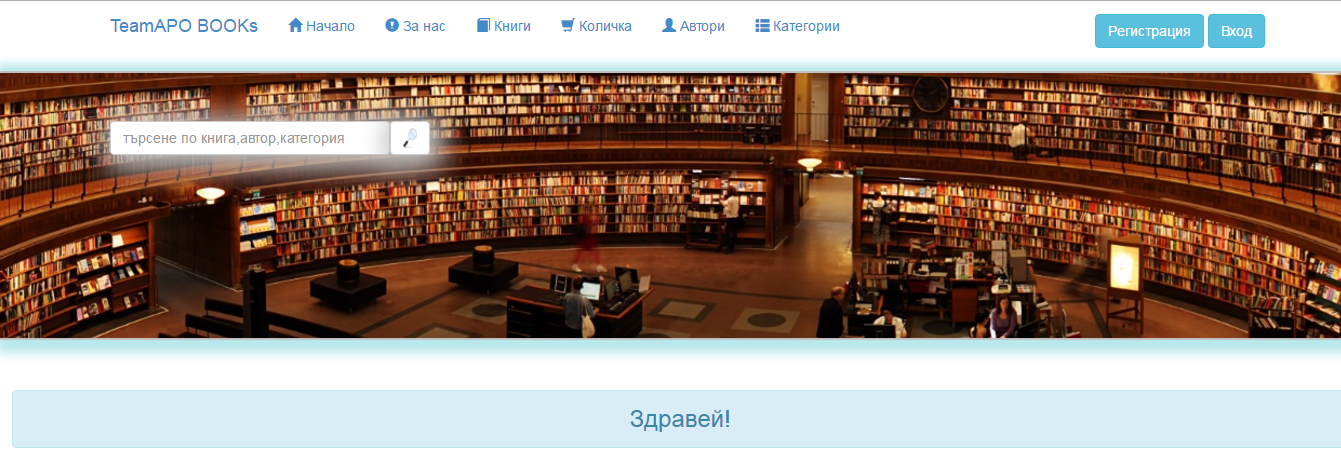 TeamAPO BOOKs Начало За нас Книги Количка Автори Категории Регистрация Вход
търсене по книга,автор,категория
Здравей!